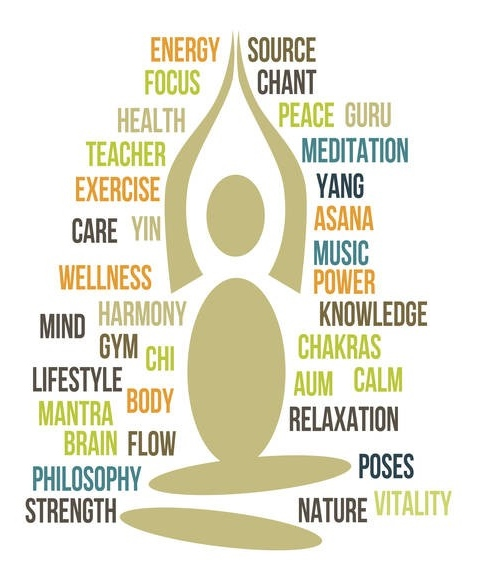 ENERGY SOURCE
FOCUS CHANT
HEALTH PEACE GURU
TEACHER MEDITATION
EXERCISE YANG
CARE YIN ASANA
MUSIC
WELLNESS POWER
HARMONY KNOWLEDGE
MIND
GYM CHI CHAKRAS
LIFESTYLE AUM CALM
MANTRA BODY RELAXATION
BRAIN FLOW
PHILOSOPHY POSES
STRENGTH NATURE VITALITY